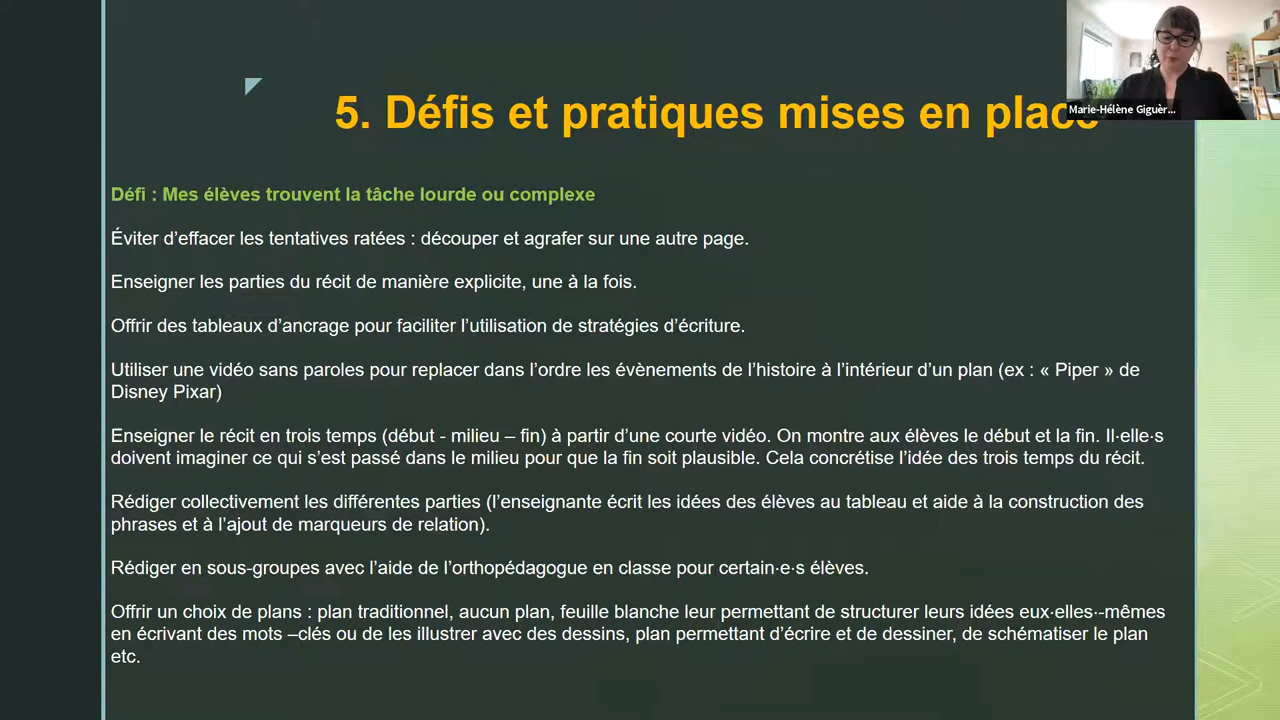 5. Défis et pratiques mises en place
Marie-Hélène Giguèr...
Défi : Mes élèves trouvent la tâche lourde ou complexe
Éviter d’effacer les tentatives ratées : découper et agrafer sur une autre page.
Enseigner les parties du récit de manière explicite, une à la fois.
Offrir des tableaux d’ancrage pour faciliter l’utilisation de stratégies d’écriture.
Utiliser une vidéo sans paroles pour replacer dans l’ordre les évènements de l’histoire à l’intérieur d’un plan (ex : « Piper » de
Disney Pixar)
Enseigner le récit en trois temps (début - milieu – fin) à partir d’une courte vidéo. On montre aux élèves le début et la fin. Il·elle·s
doivent imaginer ce qui s’est passé dans le milieu pour que la fin soit plausible. Cela concrétise l’idée des trois temps du récit.
Rédiger collectivement les différentes parties (l’enseignante écrit les idées des élèves au tableau et aide à la construction des
phrases et à l’ajout de marqueurs de relation).
Rédiger en sous-groupes avec l’aide de l’orthopédagogue en classe pour certain·e·s élèves.
Offrir un choix de plans : plan traditionnel, aucun plan, feuille blanche leur permettant de structurer leurs idées eux·elles·-mêmes
en écrivant des mots –clés ou de les illustrer avec des dessins, plan permettant d’écrire et de dessiner, de schématiser le plan
etc.